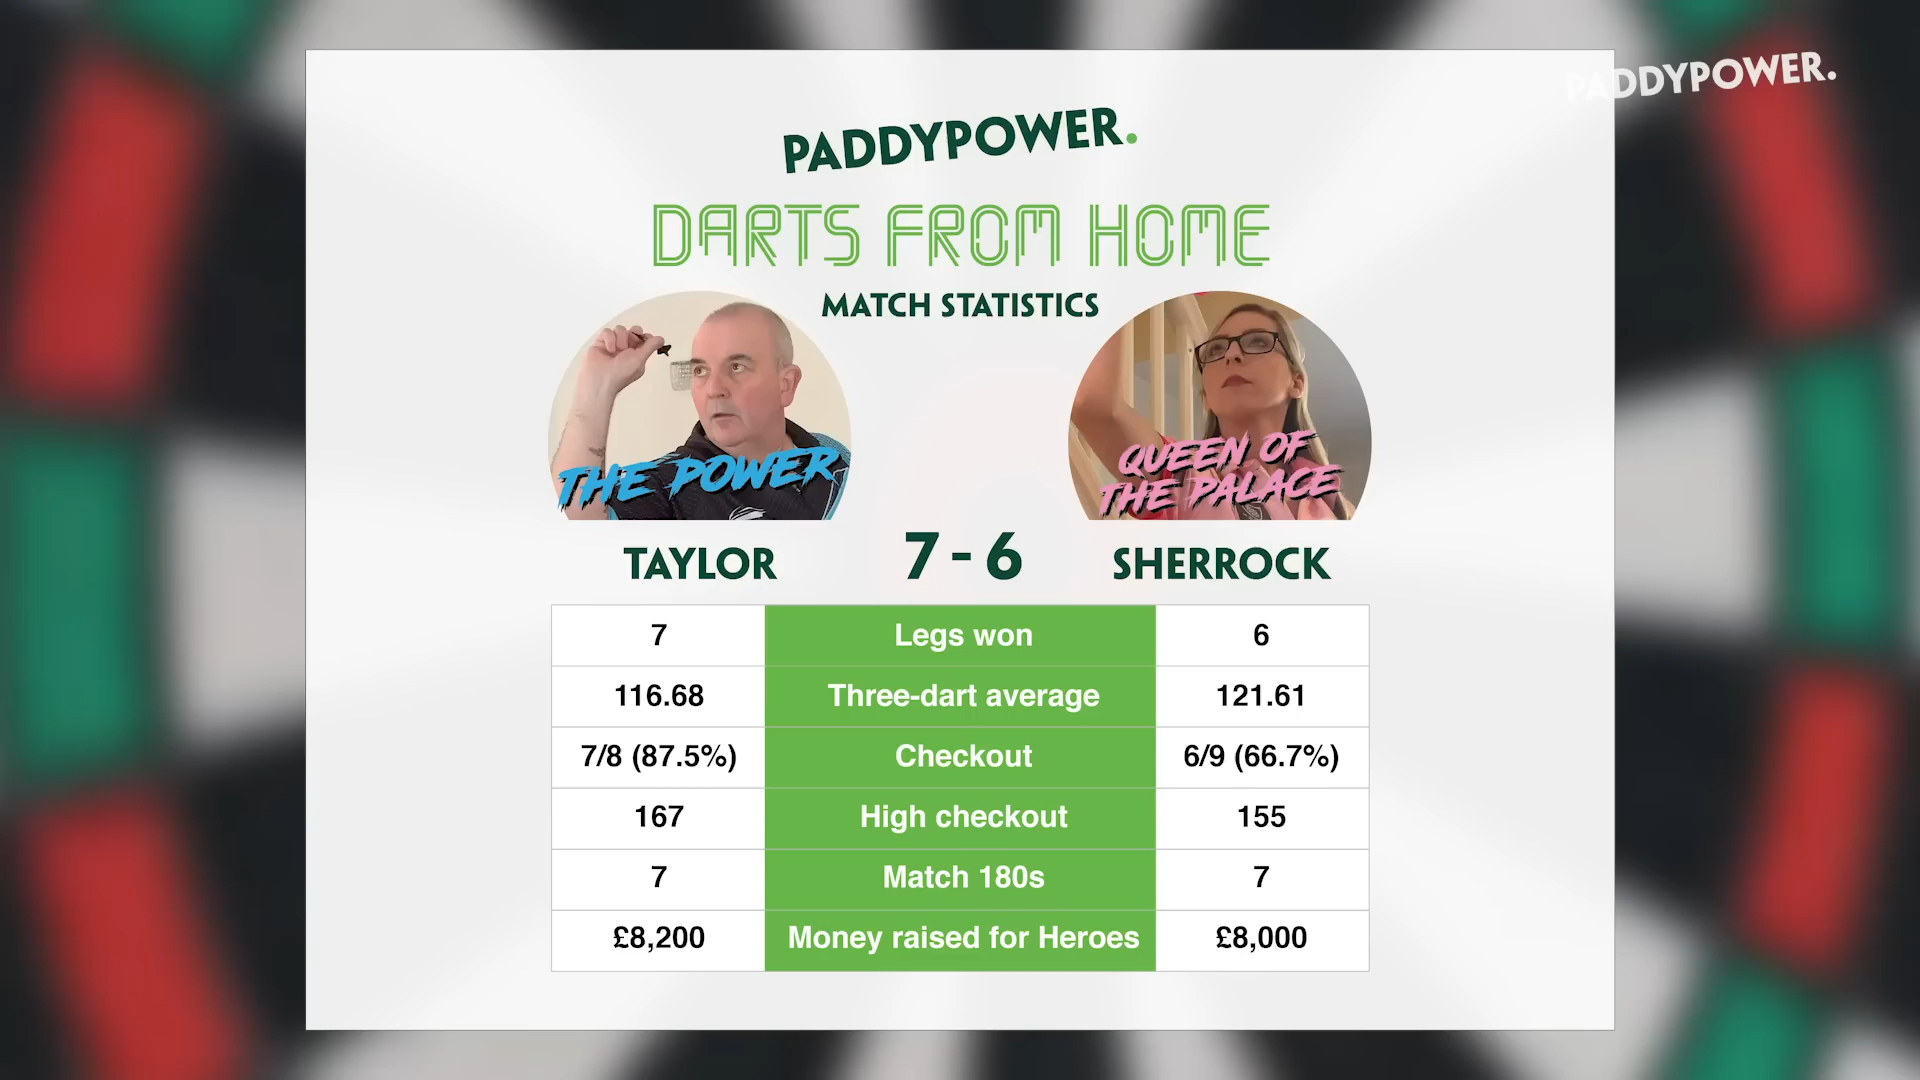 PADDYPOWER.
PADDYPOWER.
DARTS FROM HOME
MATCH STATISTICS
THE POWER
QUEEN OF
THE PALACE
TAYLOR 7 - 6 SHERROCK
7 Legs won 6
116.68 Three-dart average 121.61
7/8 (87.5%) Checkout 6/9 (66.7%)
167 High checkout 155
7 Match 180s 7
£8,200 Money raised for Heroes £8,000